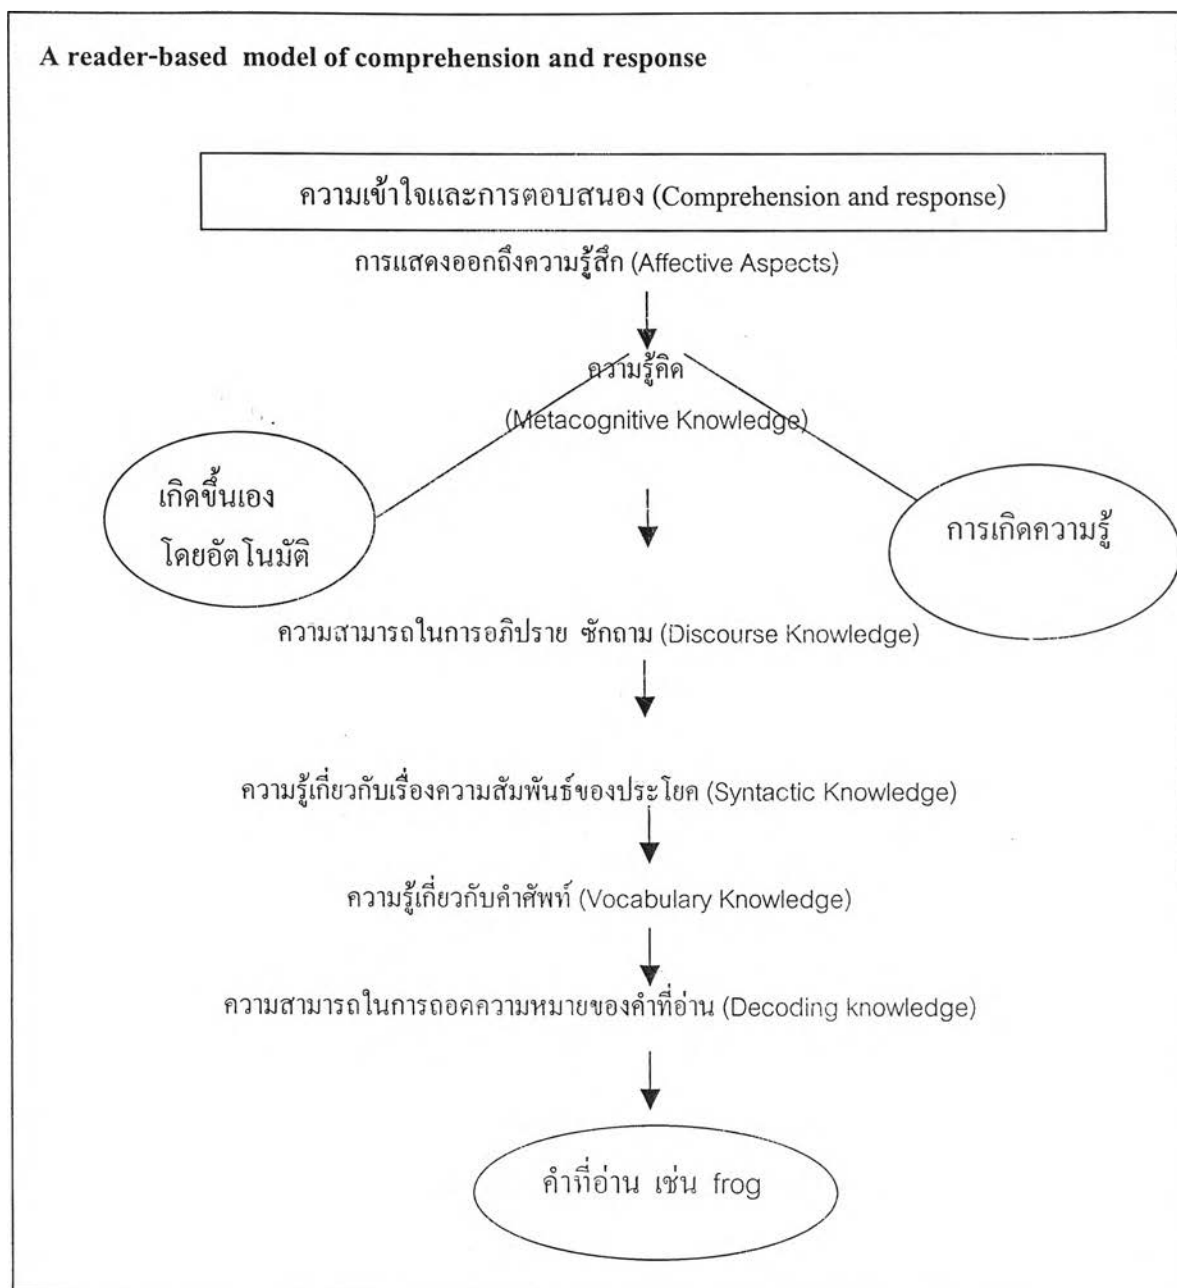 A reader-based model of comprehension and response
ความเข้าใจและการตอบสนอง (Comprehension and response)
การแสดงออกถึงความรู้สึก (Affective Aspects)
ความรู้คิด
(Metacognitive Knowledge)
เกิดขึ้นเอง
โดยอัตโนมัติ
การเกิดความรู้
ความสามารถในการอภิปราย ซักถาม (Discourse Knowledge)
ความรู้เกี่ยวกับเรื่องความสัมพันธ์ของประโยค (Syntactic Knowledge)
ความรู้เกี่ยวกับคำศัพท์ (Vocabulary Knowledge)
ความสามารถในการถอดความหมายของคำที่อ่าน (Decoding knowledge)
คำที่อ่าน เช่น frog